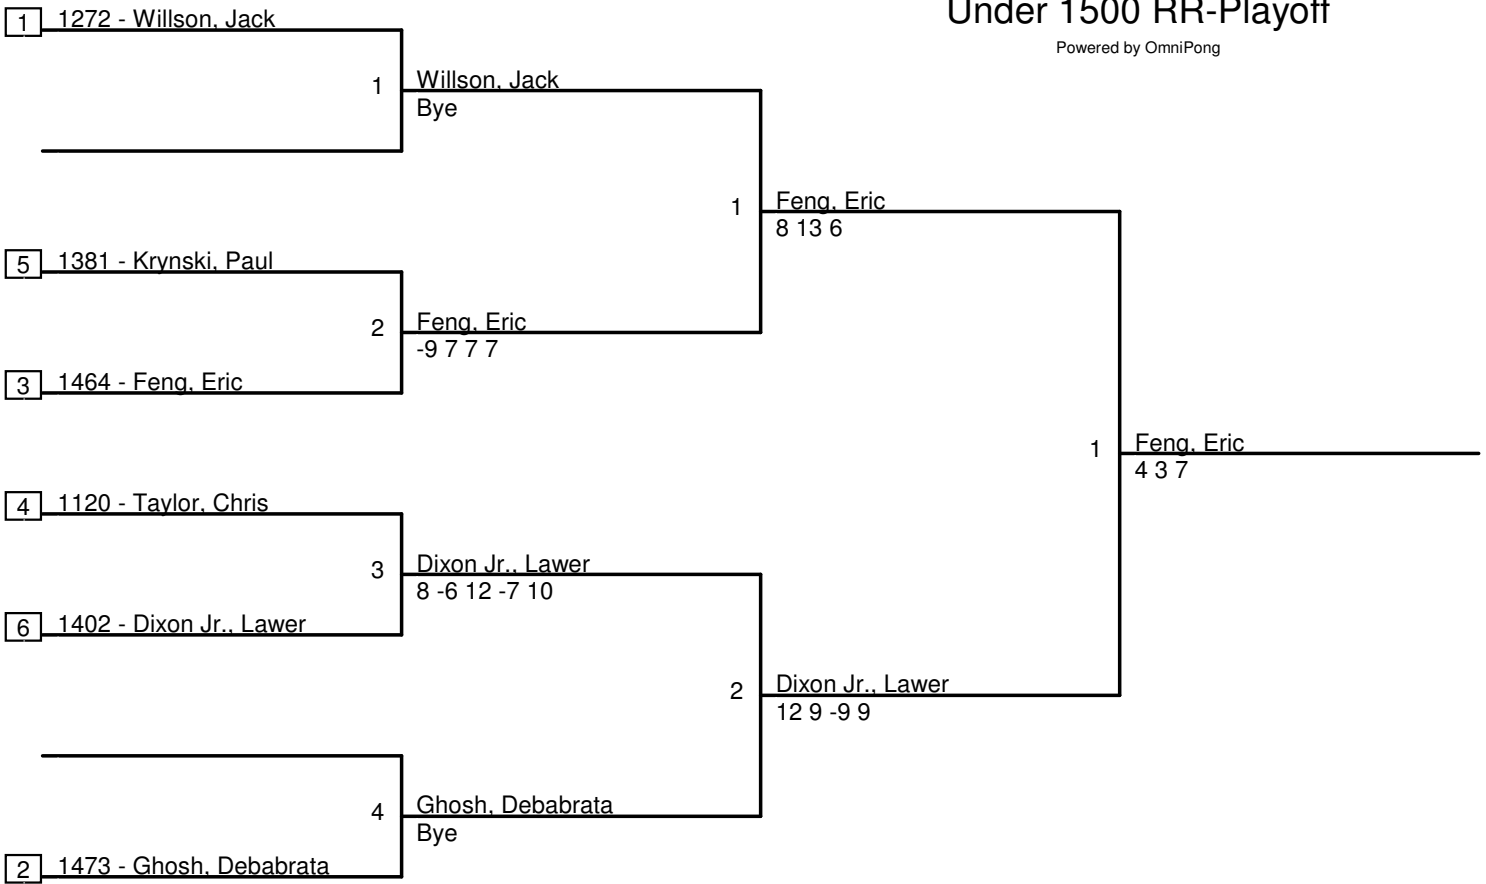 Under 1500 RR-Playoff
Powered by OmniPong
1 1272 - Willson, Jack
1 Willson, Jack
Bye
1 Feng, Eric
8 13 6
5 1381 - Krynski, Paul
2 Feng, Eric
-9 7 7 7
3 1464 - Feng, Eric
1 Feng, Eric
4 3 7
4 1120 - Taylor, Chris
3 Dixon Jr., Lawer
8 -6 12 -7 10
6 1402 - Dixon Jr., Lawer
2 Dixon Jr., Lawer
12 9 -9 9
4 Ghosh, Debabrata
Bye
2 1473 - Ghosh, Debabrata